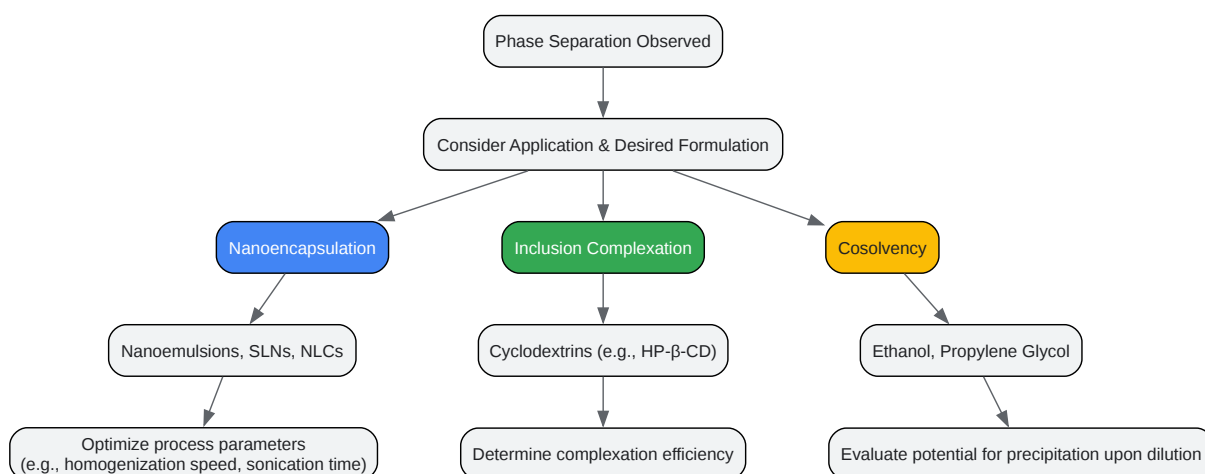 Phase Separation Observed
Consider Application & Desired Formulation
Nanoencapsulation
Inclusion Complexation
Cosolvency
Nanoemulsions, SLNs, NLCs
Cyclodextrins (e.g., HP-β-CD)
Ethanol, Propylene Glycol
Optimize process parameters
(e.g., homogenization speed, sonication time)
Determine complexation efficiency
Evaluate potential for precipitation upon dilution